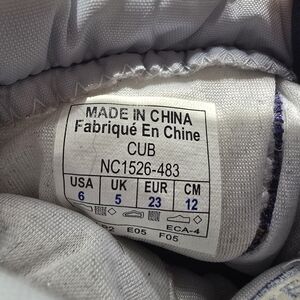 MADE IN CHINA
Fabriqué En Chine
CUB
NC1526-483
USA UK EUR CM
6 5 23 12
E05 ECA-4
F05